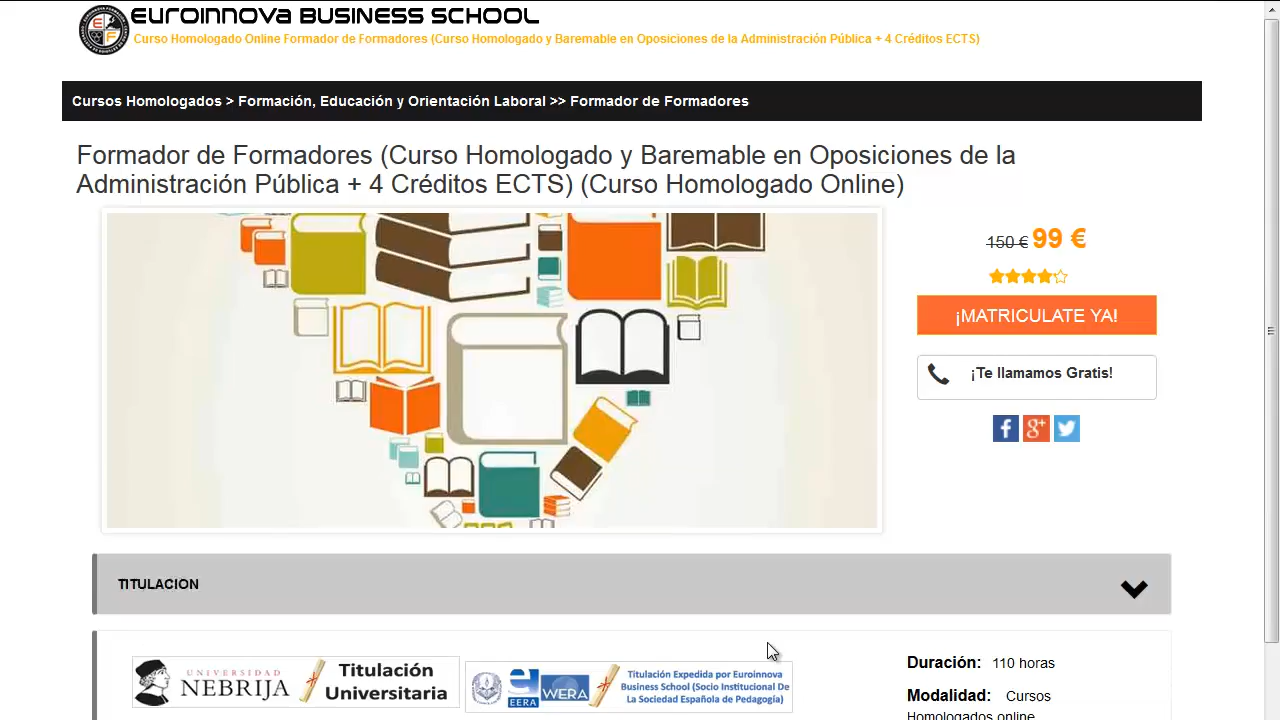 EUROINNOVA BUSINESS SCHOOL
Curso Homologado Online Formador de Formadores (Curso Homologado y Baremable en Oposiciones de la Administración Pública + 4 Créditos ECTS)
Cursos Homologados > Formación, Educación y Orientación Laboral >> Formador de Formadores
Formador de Formadores (Curso Homologado y Baremable en Oposiciones de la
Administración Pública + 4 Créditos ECTS) (Curso Homologado Online)
150 € 99 €
¡MATRICULATE YA!
¡Te llamamos Gratis!
TITULACION
UNIVERSIDAD
NEBRIJA
Titulación
Universitaria
EERA
WERA
Titulación Expedida por Euroinnova
Business School (Socio Institucional De
La Sociedad Española de Pedagogía)
Duración: 110 horas
Modalidad: Cursos
Homologados online